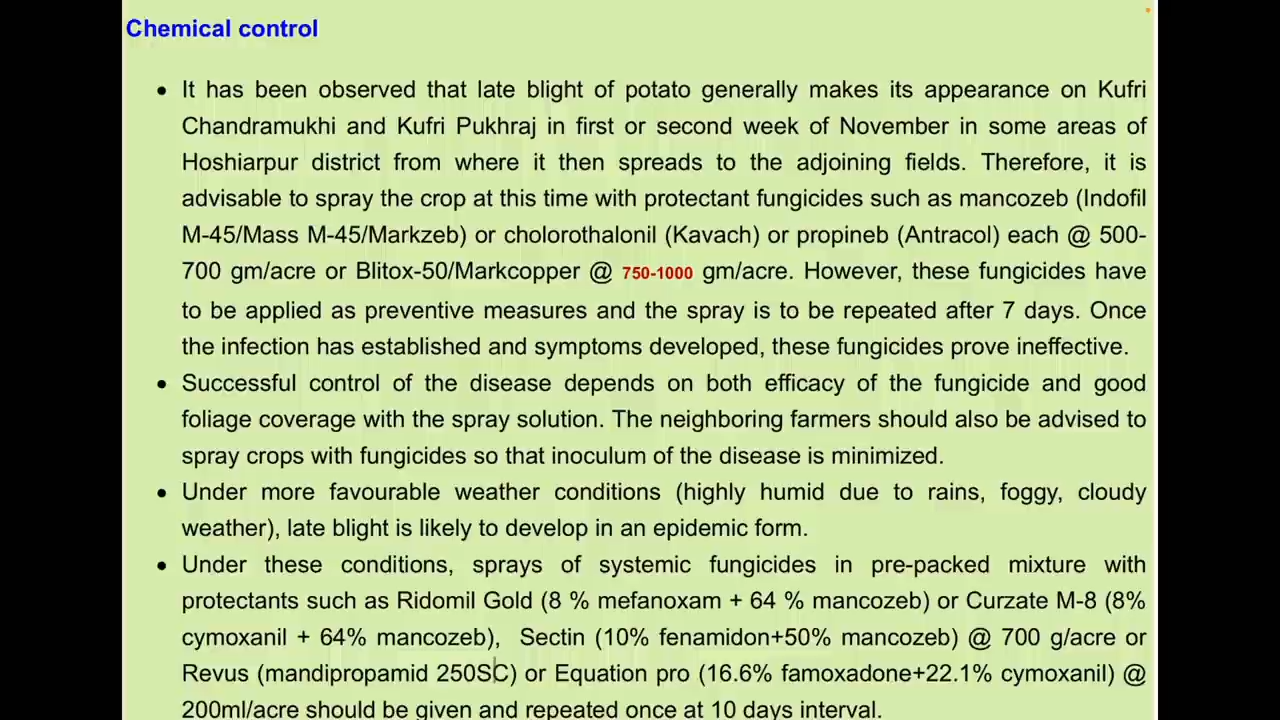 Chemical control
• It has been observed that late blight of potato generally makes its appearance on Kufri
Chandramukhi and Kufri Pukhraj in first or second week of November in some areas of
Hoshiarpur district from where it then spreads to the adjoining fields. Therefore, it is
advisable to spray the crop at this time with protectant fungicides such as mancozeb (Indofil
M-45/Mass M-45/Markzeb) or cholorothalonil (Kavach) or propineb (Antracol) each @ 500-
700 gm/acre or Blitox-50/Markcopper @ 750-1000 gm/acre. However, these fungicides have
to be applied as preventive measures and the spray is to be repeated after 7 days. Once
the infection has established and symptoms developed, these fungicides prove ineffective.
• Successful control of the disease depends on both efficacy of the fungicide and good
foliage coverage with the spray solution. The neighboring farmers should also be advised to
spray crops with fungicides so that inoculum of the disease is minimized.
• Under more favourable weather conditions (highly humid due to rains, foggy, cloudy
weather), late blight is likely to develop in an epidemic form.
• Under these conditions, sprays of systemic fungicides in pre-packed mixture with
protectants such as Ridomil Gold (8 % mefanoxam + 64 % mancozeb) or Curzate M-8 (8%
cymoxanil + 64% mancozeb), Sectin (10% fenamidon+50% mancozeb) @ 700 g/acre or
Revus (mandipropamid 250SC) or Equation pro (16.6% famoxadone+22.1% cymoxanil) @
200ml/acre should be given and repeated once at 10 days interval.